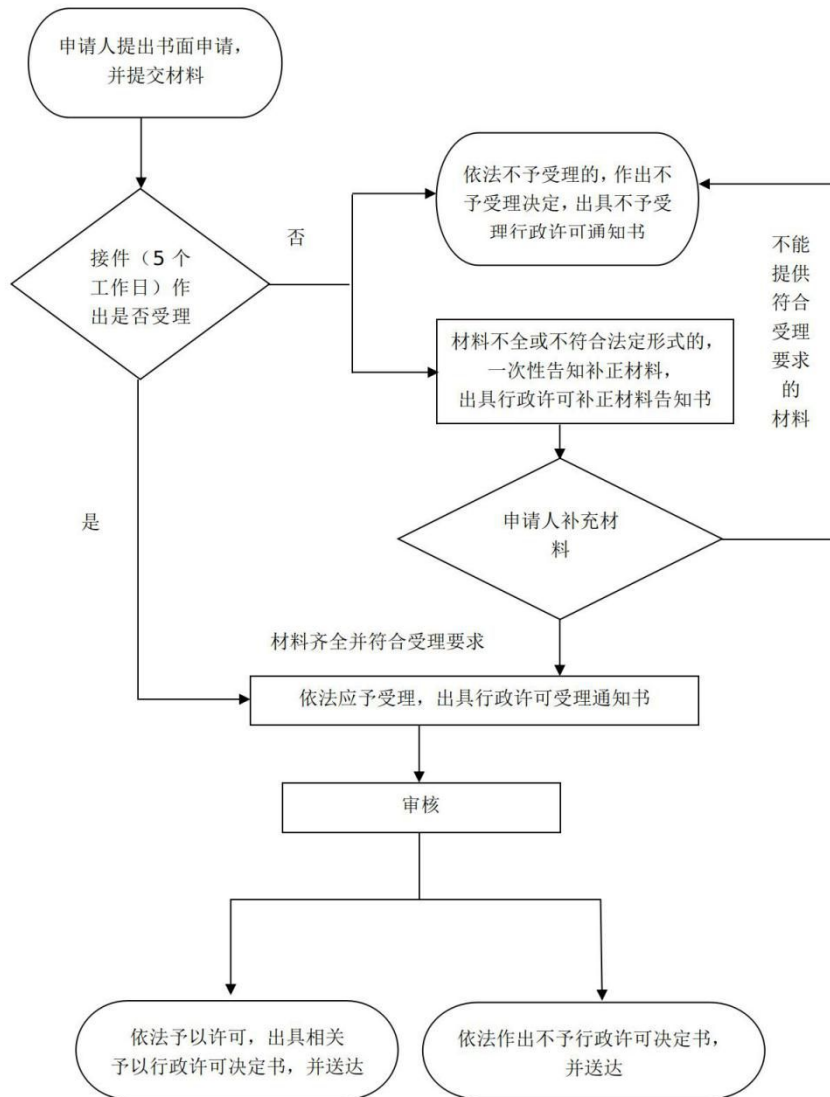 申请人提出书面申请，
并提交材料
依法不予受理的，作出不
予受理决定，出具不予受
理行政许可通知书
否
接件（5 个
工作日）作
出是否受理
不能
提供
符合
受理
要求
的
材料
材料不全或不符合法定形式的，
一次性告知补正材料，
出具行政许可补正材料告知书
是
申请人补充材
料
材料齐全并符合受理要求
依法应予受理，出具行政许可受理通知书
审核
依法予以许可，出具相关
予以行政许可决定书，并送达
依法作出不予行政许可决定书，
并送达